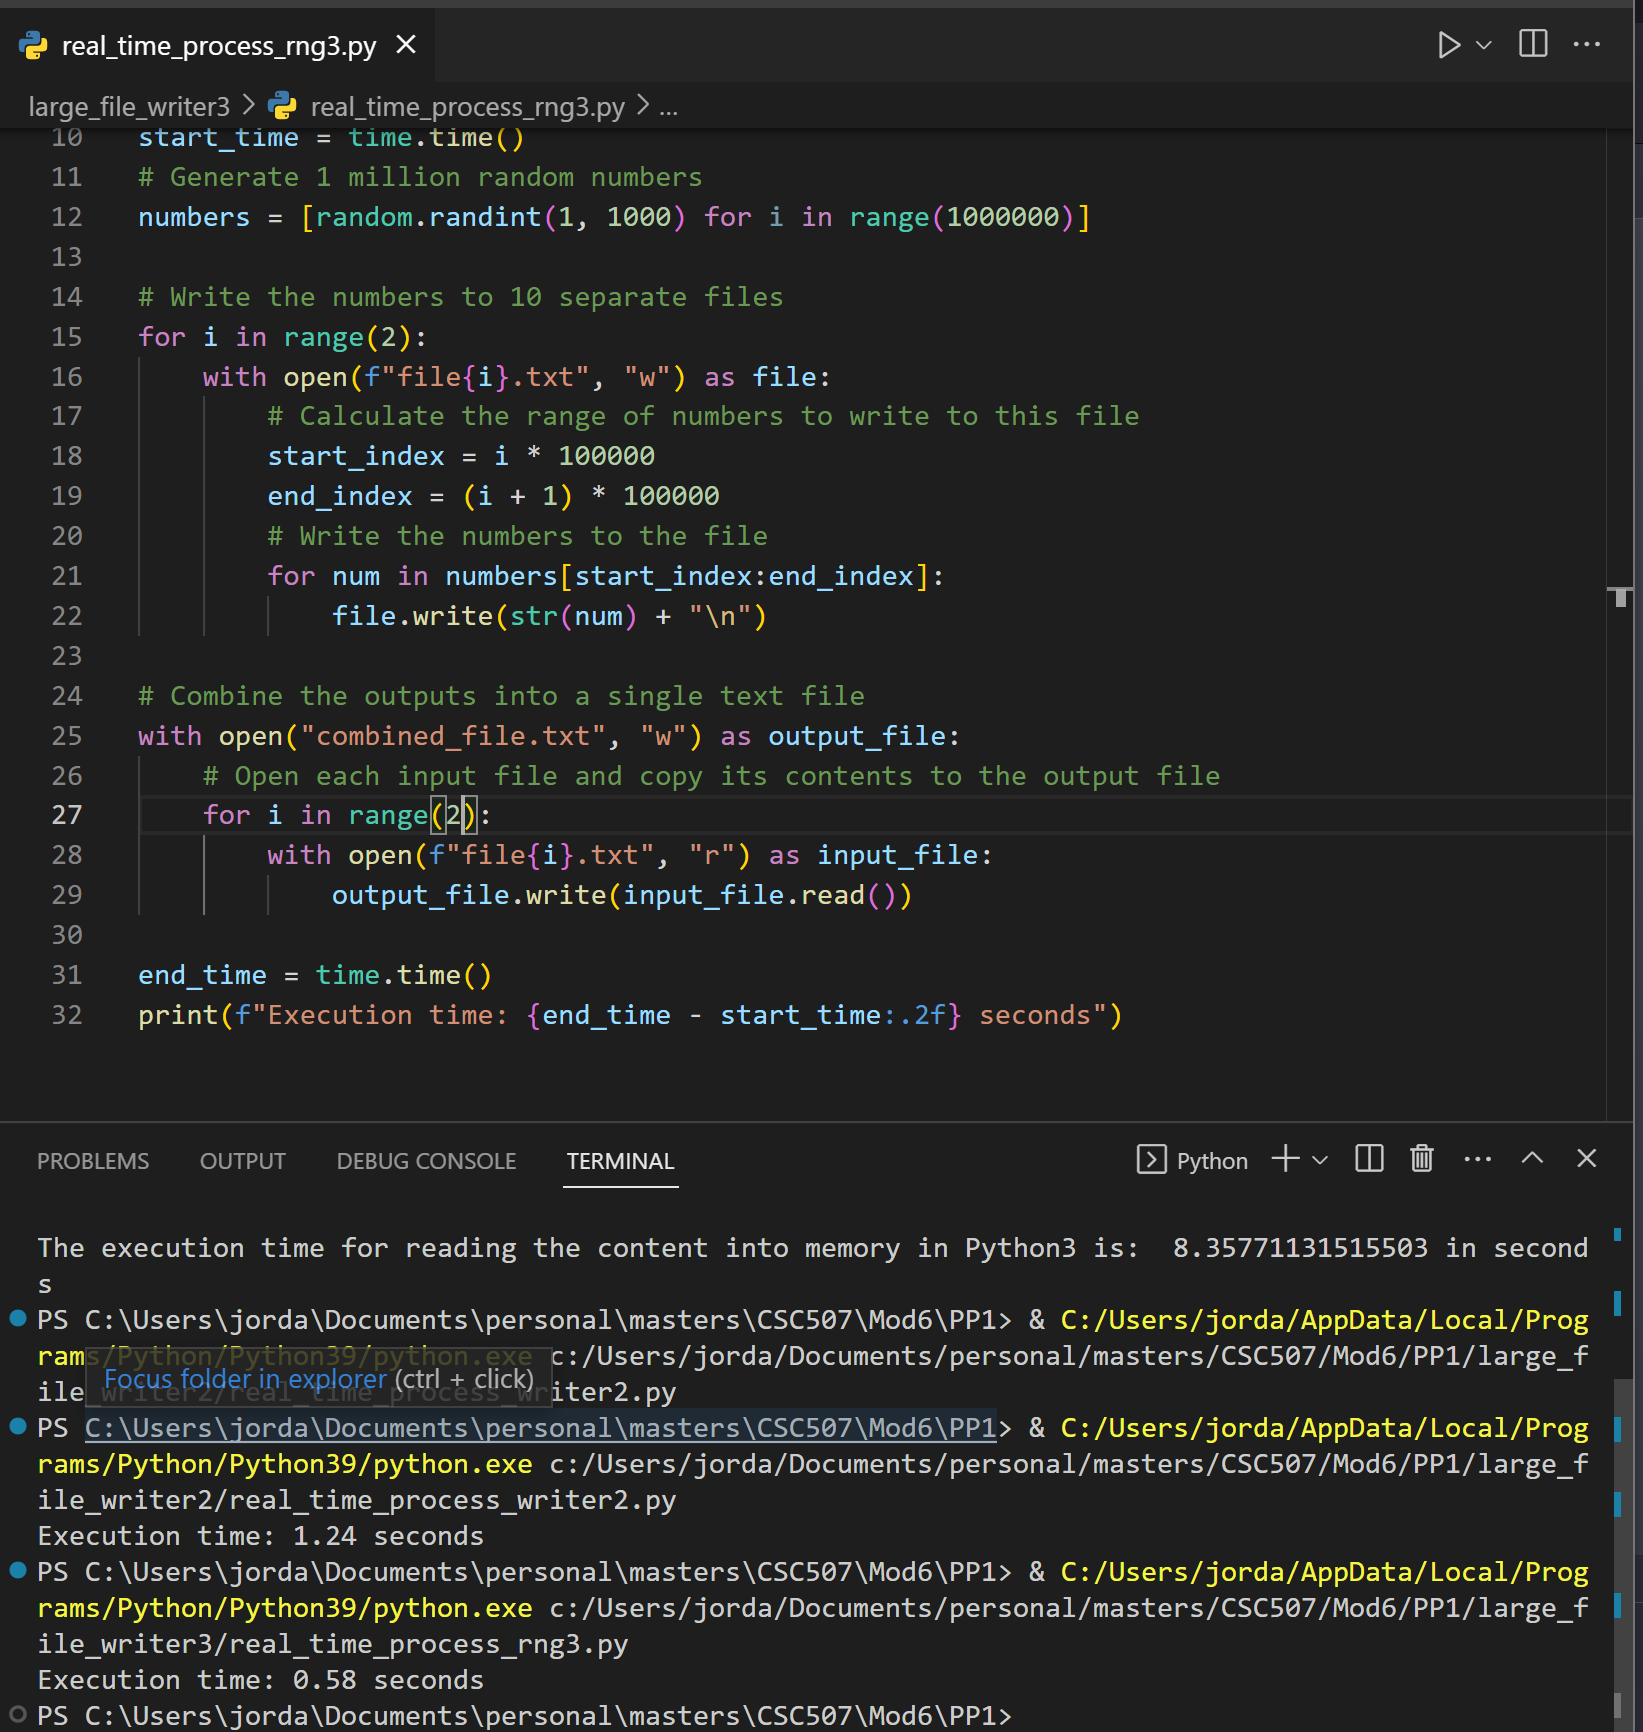 real_time_process_rng3.py
large_file_writer3 > real_time_process_rng3.py > ...
10 start_time = time.time()
11 # Generate 1 million random numbers
12 numbers = [random.randint(1, 1000) for i in range(1000000)]
13
14 # Write the numbers to 10 separate files
15 for i in range(2):
16     with open(f"file{i}.txt", "w") as file:
17         # Calculate the range of numbers to write to this file
18         start_index = i * 100000
19         end_index = (i + 1) * 100000
20         # Write the numbers to the file
21         for num in numbers[start_index:end_index]:
22             file.write(str(num) + "\n")
23
24 # Combine the outputs into a single text file
25 with open("combined_file.txt", "w") as output_file:
26     # Open each input file and copy its contents to the output file
27     for i in range(2):
28         with open(f"file{i}.txt", "r") as input_file:
29             output_file.write(input_file.read())
30
31 end_time = time.time()
32 print(f"Execution time: {end_time - start_time:.2f} seconds")
PROBLEMS OUTPUT DEBUG CONSOLE TERMINAL Python
The execution time for reading the content into memory in Python3 is:  8.35771131515503 in second
s
PS C:\Users\jorda\Documents\personal\masters\CSC507\Mod6\PP1> & C:/Users/jorda/AppData/Local/Prog
rams/Python/Python39/python.exe c:/Users/jorda/Documents/personal/masters/CSC507/Mod6/PP1/large_f
Focus folder in explorer (ctrl + click)
ile_writer2/real_time_process_writer2.py
PS C:\Users\jorda\Documents\personal\masters\CSC507\Mod6\PP1> & C:/Users/jorda/AppData/Local/Prog
rams/Python/Python39/python.exe c:/Users/jorda/Documents/personal/masters/CSC507/Mod6/PP1/large_f
ile_writer2/real_time_process_writer2.py
Execution time: 1.24 seconds
PS C:\Users\jorda\Documents\personal\masters\CSC507\Mod6\PP1> & C:/Users/jorda/AppData/Local/Prog
rams/Python/Python39/python.exe c:/Users/jorda/Documents/personal/masters/CSC507/Mod6/PP1/large_f
ile_writer3/real_time_process_rng3.py
Execution time: 0.58 seconds
PS C:\Users\jorda\Documents\personal\masters\CSC507\Mod6\PP1>